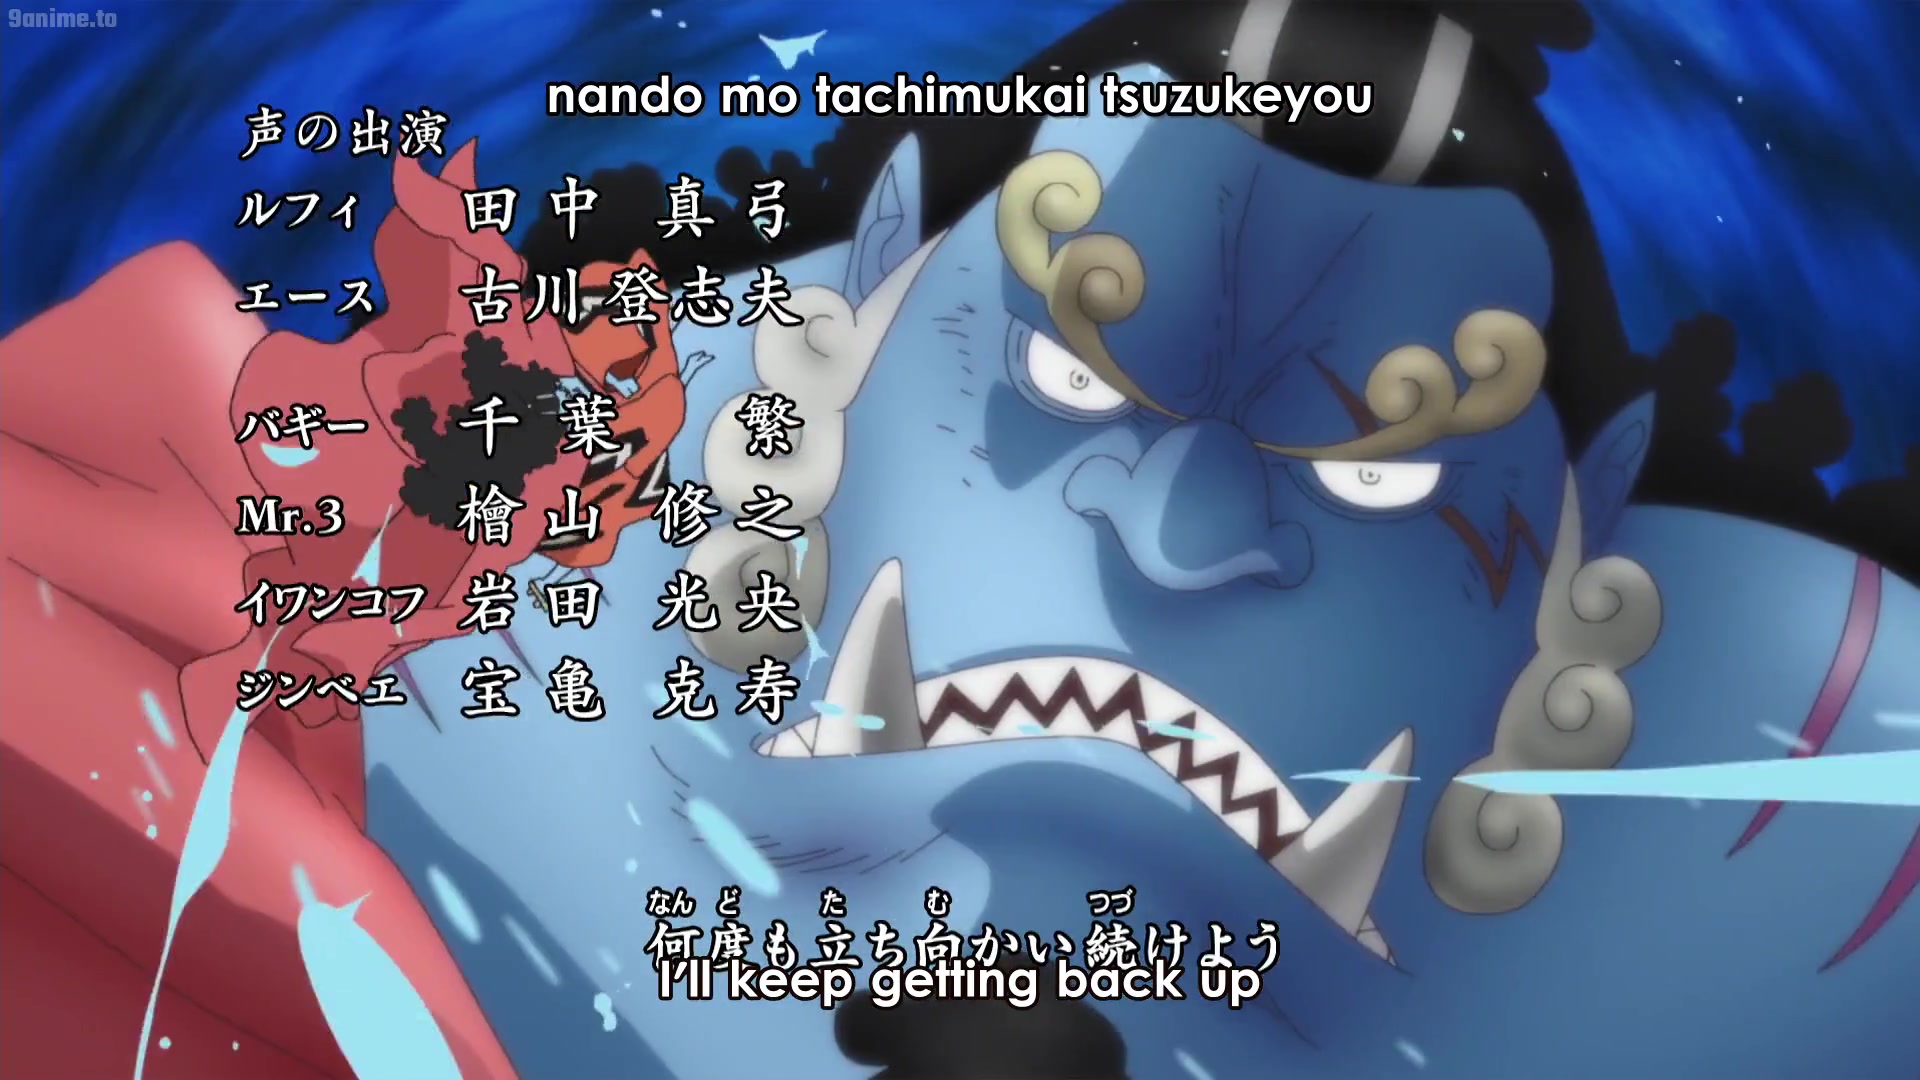 9anime.to
nando mo tachimukai tsuzukeyou
声の出演
ルフィ 田中 真弓
エース 古川 登志夫
バギー 千葉 繁
Mr.3 檜山 修之
イワンコフ 岩田 光央
ジンベエ 宝亀 克寿
なん ど た む つづ
何度も立ち向かい続けよう
I'll keep getting back up